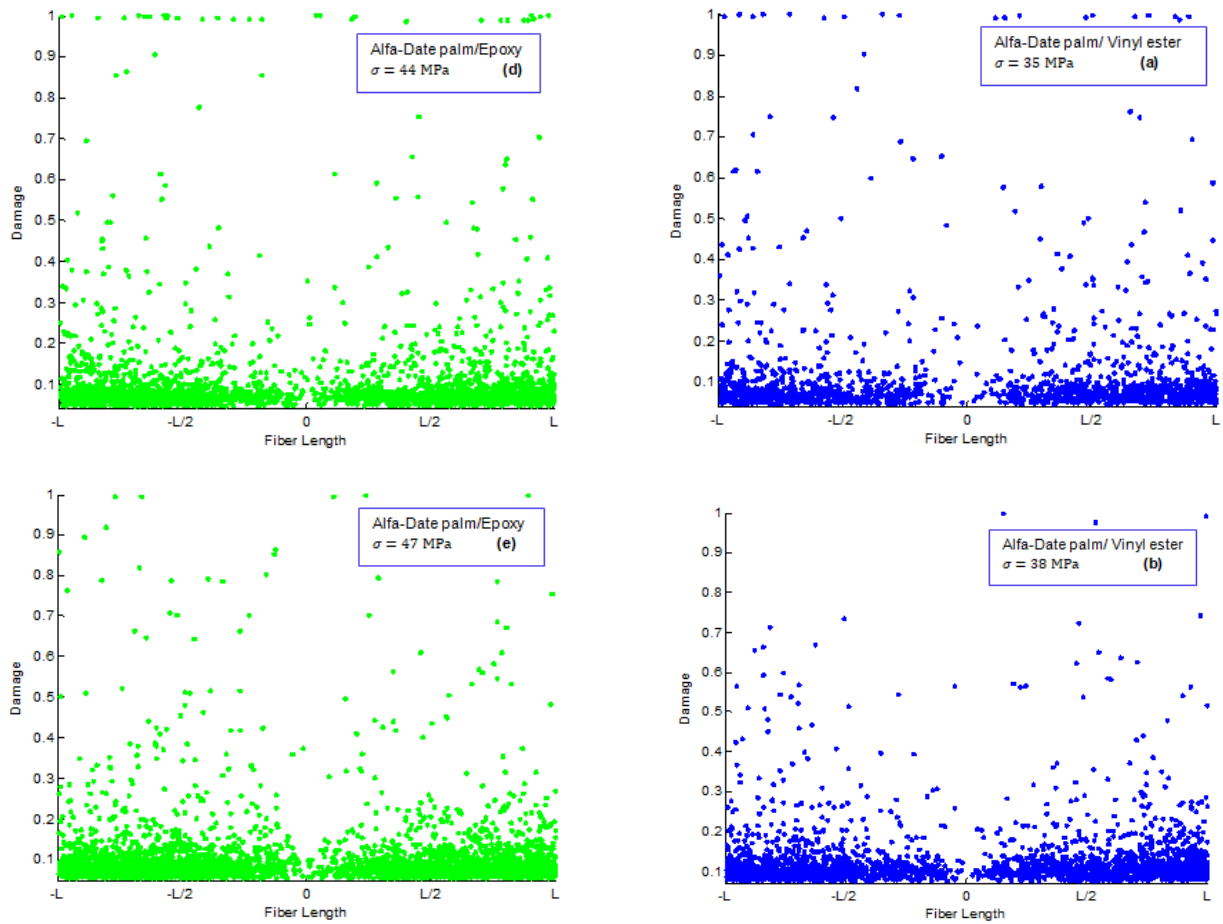 1
0.9
0.8
0.7
0.6
0.5
0.4
0.3
0.2
0.1
Damage
-L
-L/2
0
L/2
L
Fiber Length
Alfa-Date palm/Epoxy
σ = 44 MPa (d)
1
0.9
0.8
0.7
0.6
0.5
0.4
0.3
0.2
0.1
Damage
-L
-L/2
0
L/2
L
Fiber Length
Alfa-Date palm/ Vinyl ester
σ = 35 MPa (a)
1
0.9
0.8
0.7
0.6
0.5
0.4
0.3
0.2
0.1
Damage
-L
-L/2
0
L/2
L
Fiber Length
Alfa-Date palm/Epoxy
σ = 47 MPa (e)
1
0.9
0.8
0.7
0.6
0.5
0.4
0.3
0.2
0.1
Damage
-L
-L/2
0
L/2
L
Fiber Length
Alfa-Date palm/ Vinyl ester
σ = 38 MPa (b)